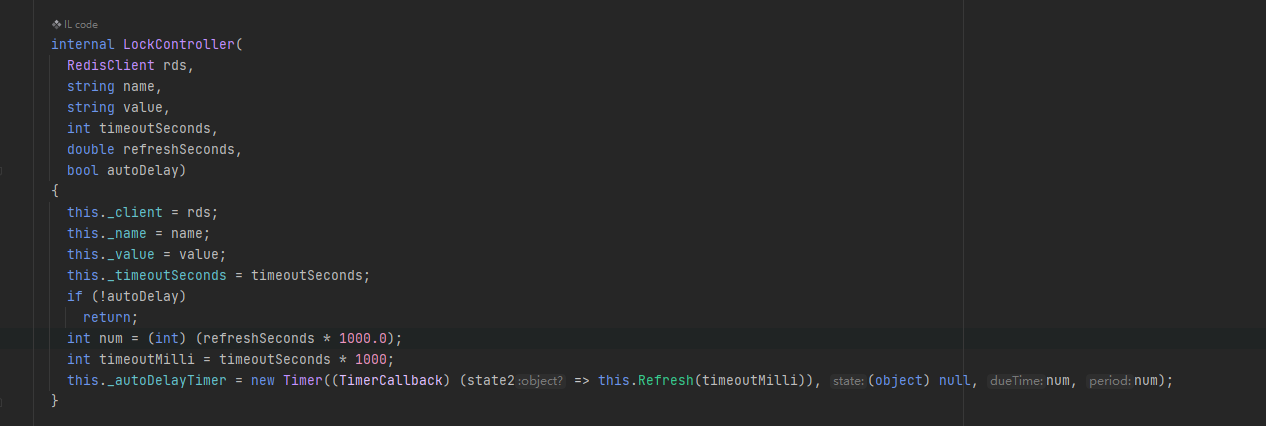 IL code
internal LockController(
RedisClient rds,
string name,
string value,
int timeoutSeconds,
double refreshSeconds,
bool autoDelay)
{
this._client = rds;
this._name = name;
this._value = value;
this._timeoutSeconds = timeoutSeconds;
if (!autoDelay)
return;
int num = (int) (refreshSeconds * 1000.0);
int timeoutMilli = timeoutSeconds * 1000;
this._autoDelayTimer = new Timer((TimerCallback) (state2 :object? => this.Refresh(timeoutMilli)), state: (object) null, dueTime: num, period: num);
}